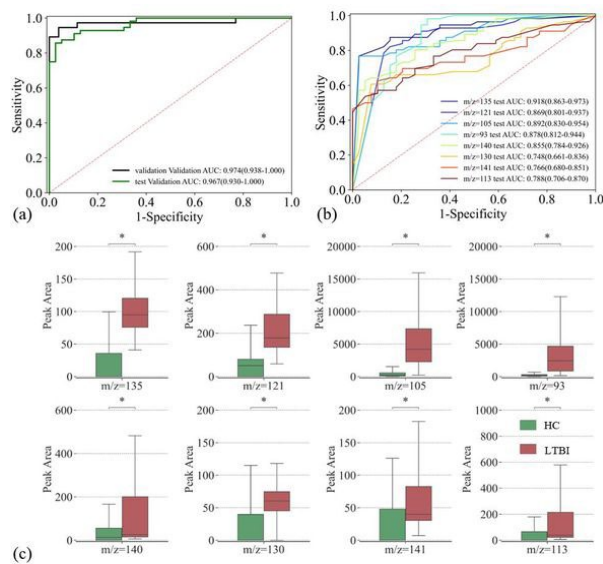 1.0
0.8
0.6
0.4
0.2
0.0
Sensitivity
validation Validation AUC: 0.974(0.938-1.000)
test Validation AUC: 0.967(0.930-1.000)
0.0 0.2 0.4 0.6 0.8 1.0
1-Specificity
(a)
1.0
0.8
0.6
0.4
0.2
0.0
Sensitivity
m/z=135 test AUC: 0.918(0.863-0.973)
m/z=121 test AUC: 0.869(0.801-0.937)
m/z=105 test AUC: 0.892(0.830-0.954)
m/z=93 test AUC: 0.878(0.812-0.944)
m/z=140 test AUC: 0.855(0.784-0.926)
m/z=130 test AUC: 0.748(0.661-0.836)
m/z=141 test AUC: 0.766(0.680-0.851)
m/z=113 test AUC: 0.788(0.706-0.870)
0.0 0.2 0.4 0.6 0.8 1.0
1-Specificity
(b)
*
200
150
100
50
0
Peak Area
m/z=135
*
600
400
200
0
Peak Area
m/z=121
*
20000
15000
10000
5000
0
Peak Area
m/z=105
*
20000
15000
10000
5000
0
Peak Area
m/z=93
*
600
400
200
0
Peak Area
m/z=140
*
200
150
100
50
0
Peak Area
m/z=130
*
200
150
100
50
0
Peak Area
m/z=141
*
1000
800
600
400
200
0
Peak Area
HC
LTBI
m/z=113
(c)